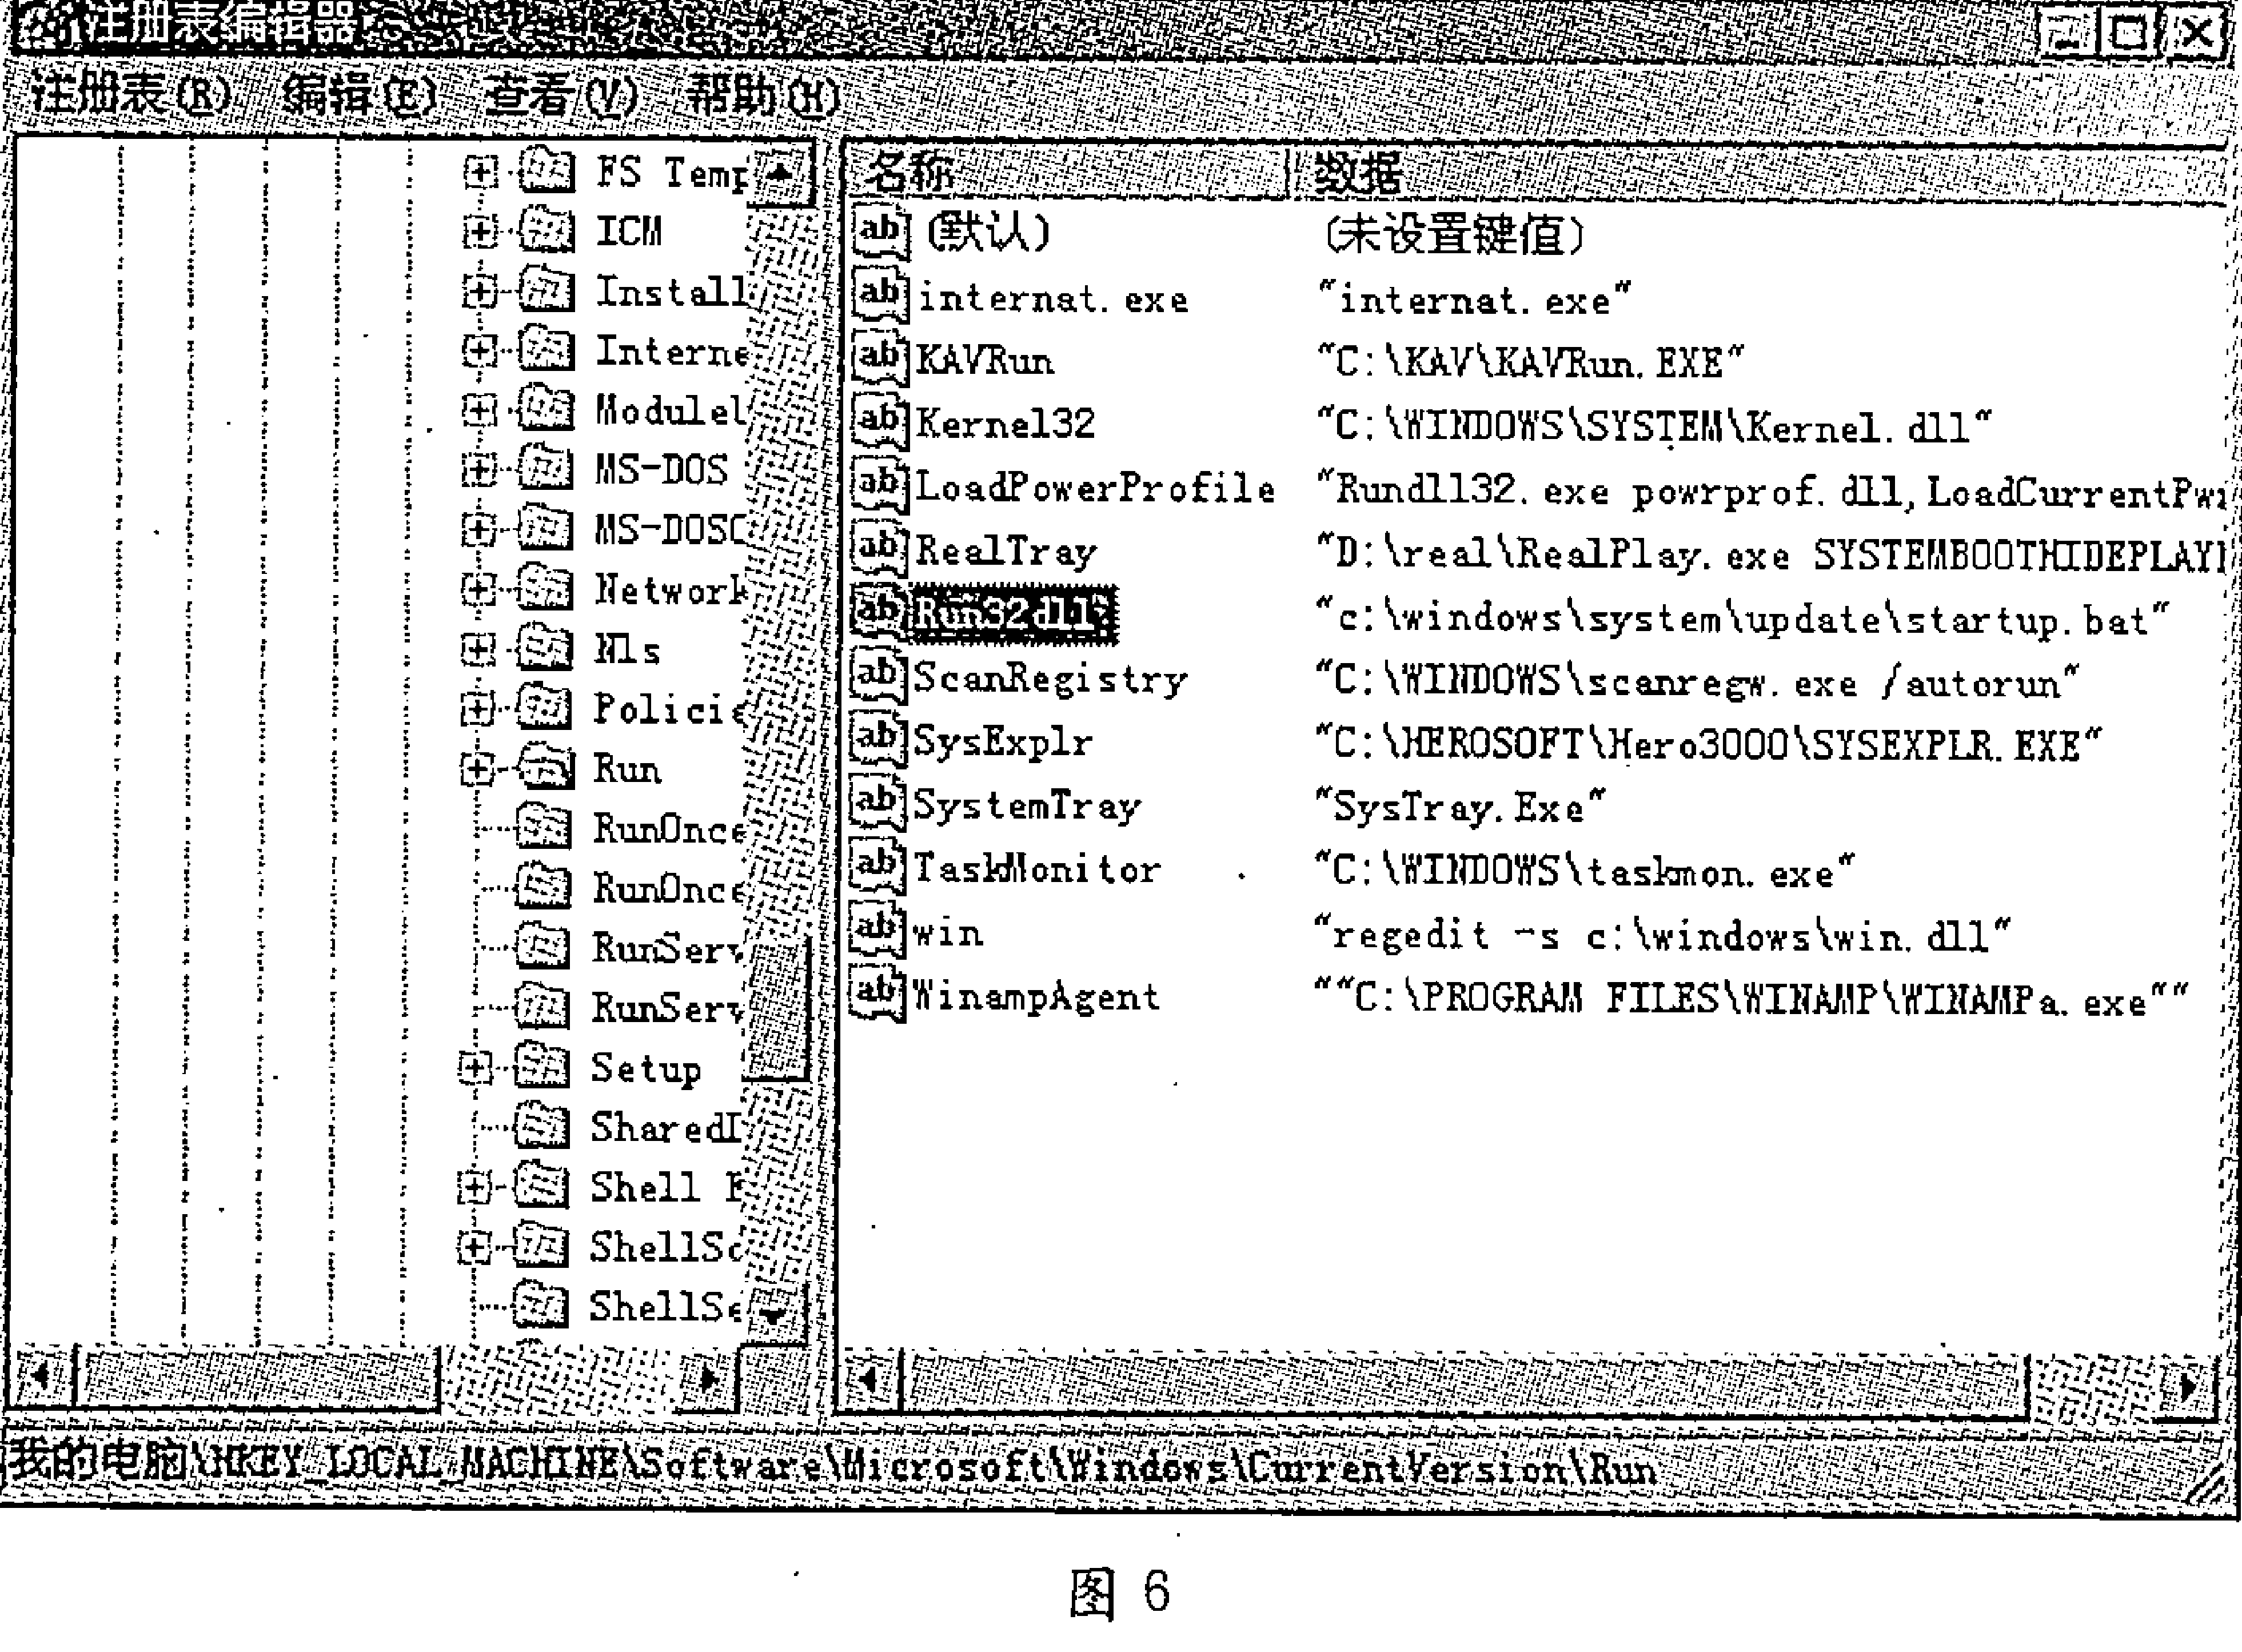 注册表编辑器
注册表(R) 编辑(E) 查看(V) 帮助(H)
FS Temp
ICM
Install
Interne
Modulel
MS-DOS
MS-DOSO
Network
Nls
Policie
Run
RunOnce
RunOnce
RunServ
RunServ
Setup
SharedD
Shell E
ShellSc
ShellSe
名称 数据
(默认) (未设置键值)
internat.exe "internat.exe"
KAVRun "C:\KAV\KAVRun.EXE"
Kernel32 "C:\WINDOWS\SYSTEM\Kernel.dll"
LoadPowerProfile "Rundll32.exe powrprof.dll,LoadCurrentPwr
RealTray "D:\real\RealPlay.exe SYSTEMBOOTHIDEPLAYE
Run32dll "c:\windows\system\update\startup.bat"
ScanRegistry "C:\WINDOWS\scanregw.exe /autorun"
SysExplr "C:\HEROSOFT\Hero3000\SYSEXPLR.EXE"
SystemTray "SysTray.Exe"
TaskMonitor "C:\WINDOWS\taskmon.exe"
win "regedit -s c:\windows\win.dll"
WinampAgent ""C:\PROGRAM FILES\WINAMP\WINAMPa.exe""
我的电脑\HKEY_LOCAL_MACHINE\Software\Microsoft\Windows\CurrentVersion\Run
图 6